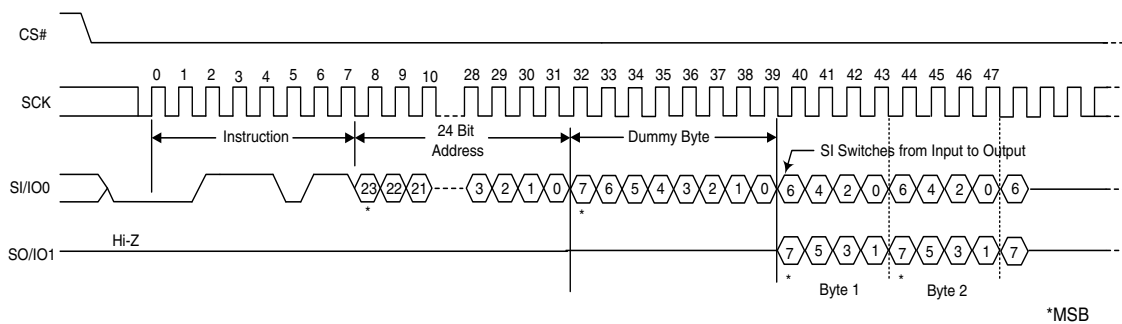 CS#
0 1 2 3 4 5 6 7 8 9 10 28 29 30 31 32 33 34 35 36 37 38 39 40 41 42 43 44 45 46 47
SCK
Instruction
24 Bit
Address
Dummy Byte
SI Switches from Input to Output
SI/IO0
23 22 21 3 2 1 0 7 6 5 4 3 2 1 0 6 4 2 0 6 4 2 0 6
* *
Hi-Z
SO/IO1
7 5 3 1 7 5 3 1 7
* *
Byte 1 Byte 2
*MSB